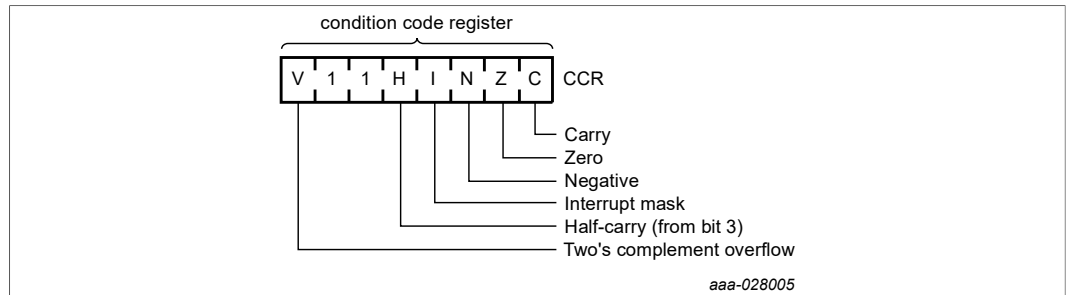 condition code register
V 1 1 H I N Z C CCR
Carry
Zero
Negative
Interrupt mask
Half-carry (from bit 3)
Two's complement overflow
aaa-028005